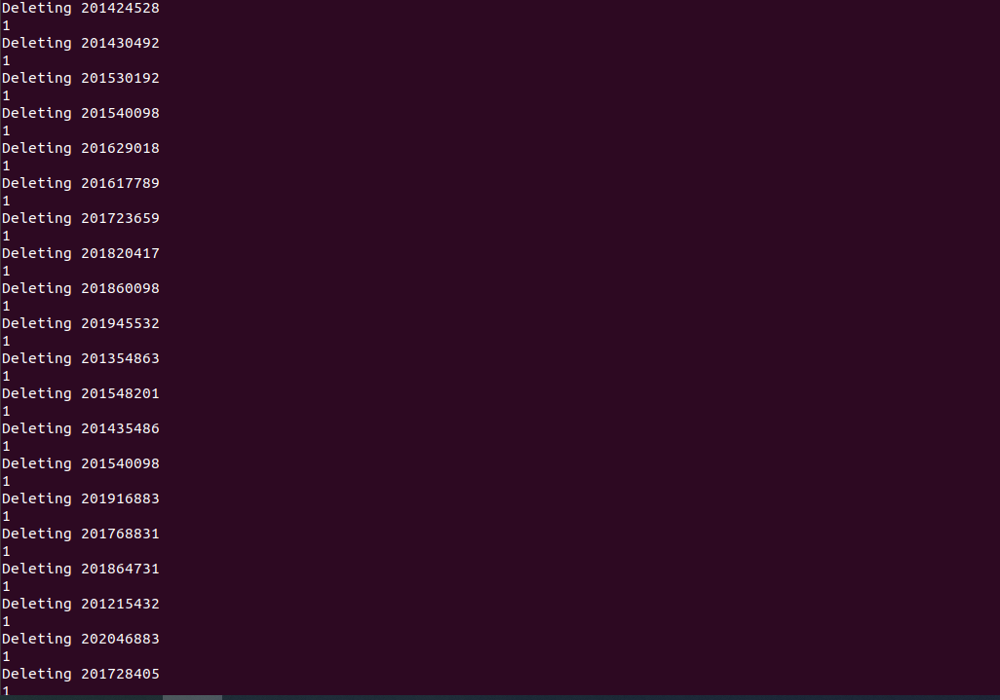 Deleting 201424528
1
Deleting 201430492
1
Deleting 201530192
1
Deleting 201540098
1
Deleting 201629018
1
Deleting 201617789
1
Deleting 201723659
1
Deleting 201820417
1
Deleting 201860098
1
Deleting 201945532
1
Deleting 201354863
1
Deleting 201548201
1
Deleting 201435486
1
Deleting 201540098
1
Deleting 201916883
1
Deleting 201768831
1
Deleting 201864731
1
Deleting 201215432
1
Deleting 202046883
1
Deleting 201728405
1